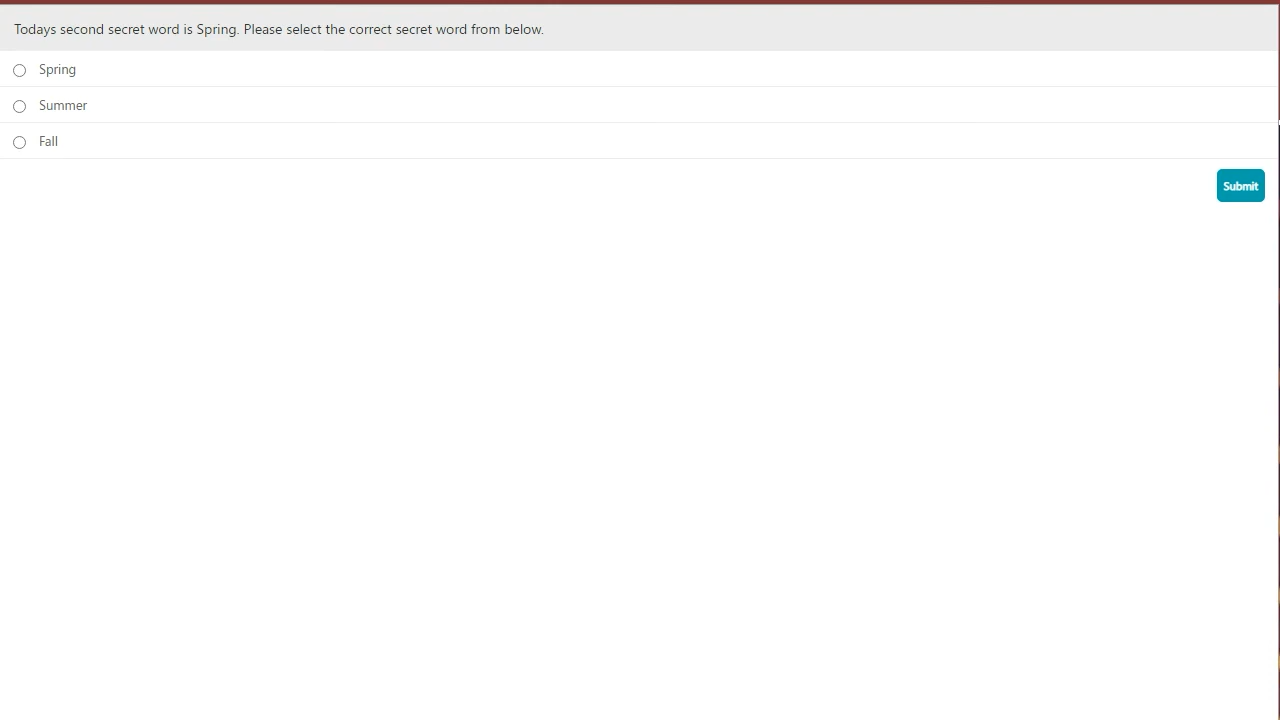 Todays second secret word is Spring. Please select the correct secret word from below.
Spring
Summer
Fall
Submit